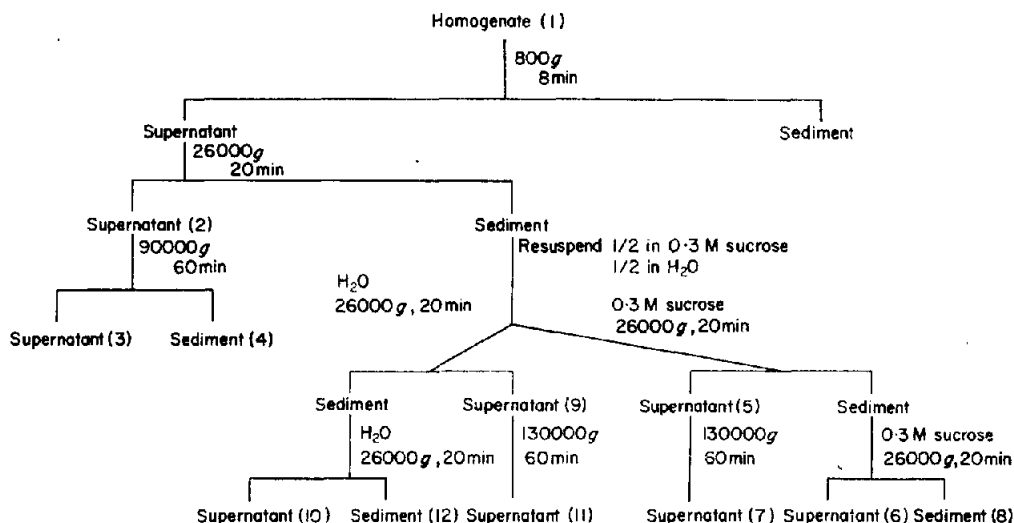 Homogenate (1)
800g
8min
Supernatant
Sediment
26000g
20min
Supernatant (2)
Sediment
90000g
60min
Resuspend 1/2 in 0·3 M sucrose
1/2 in H₂O
H₂O
26000g, 20min
0·3 M sucrose
26000g, 20min
Supernatant (3)
Sediment (4)
Sediment
Supernatant (9)
Supernatant (5)
Sediment
H₂O
26000g, 20min
130000g
60min
130000g
60min
0·3 M sucrose
26000g, 20min
Supernatant (10)
Sediment (12)
Supernatant (11)
Supernatant (7)
Supernatant (6)
Sediment (8)